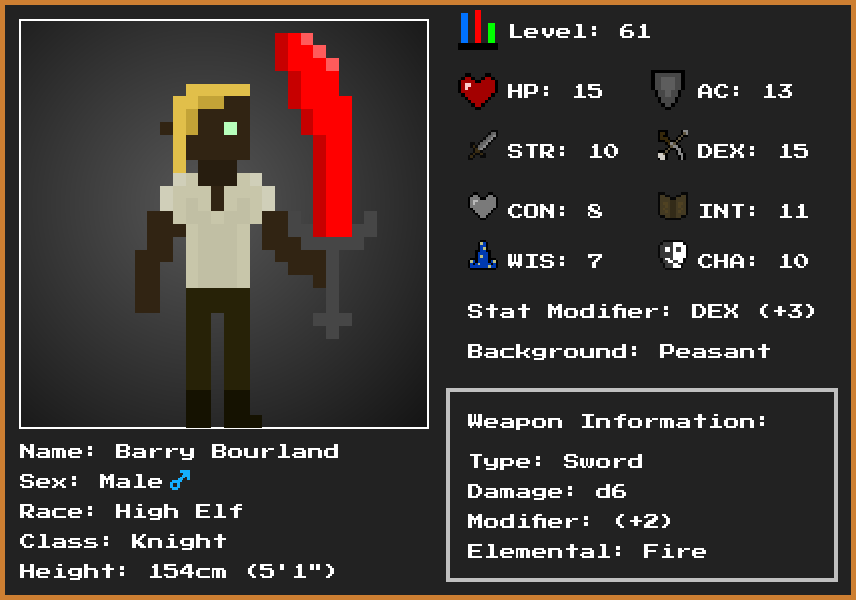 Level: 61
HP: 15 AC: 13
STR: 10 DEX: 15
CON: 8 INT: 11
WIS: 7 CHA: 10
Stat Modifier: DEX (+3)
Background: Peasant
Weapon Information:
Type: Sword
Damage: d6
Modifier: (+2)
Elemental: Fire
Name: Barry Bourland
Sex: Male♂
Race: High Elf
Class: Knight
Height: 154cm (5'1")